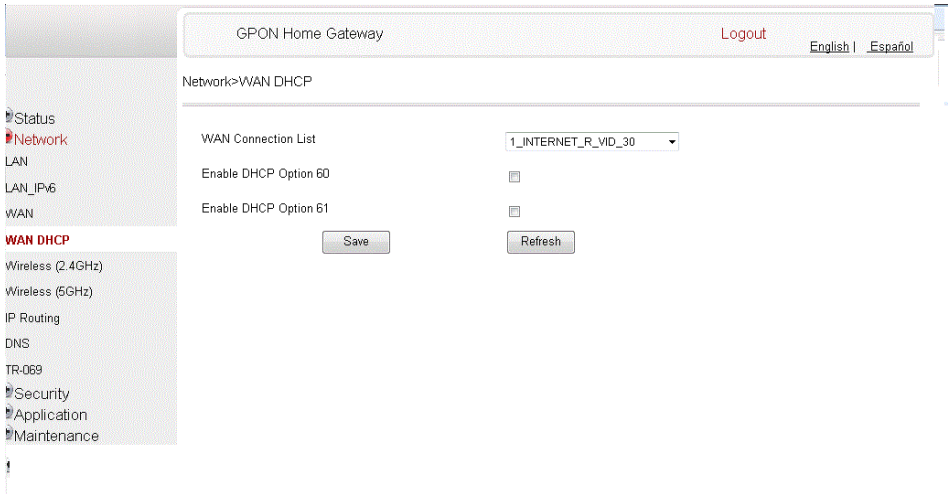 GPON Home Gateway
Logout
English | Español
Network>WAN DHCP
Status
Network
LAN
LAN_IPv6
WAN
WAN DHCP
Wireless (2.4GHz)
Wireless (5GHz)
IP Routing
DNS
TR-069
Security
Application
Maintenance
WAN Connection List
1_INTERNET_R_VID_30
Enable DHCP Option 60
Enable DHCP Option 61
Save
Refresh